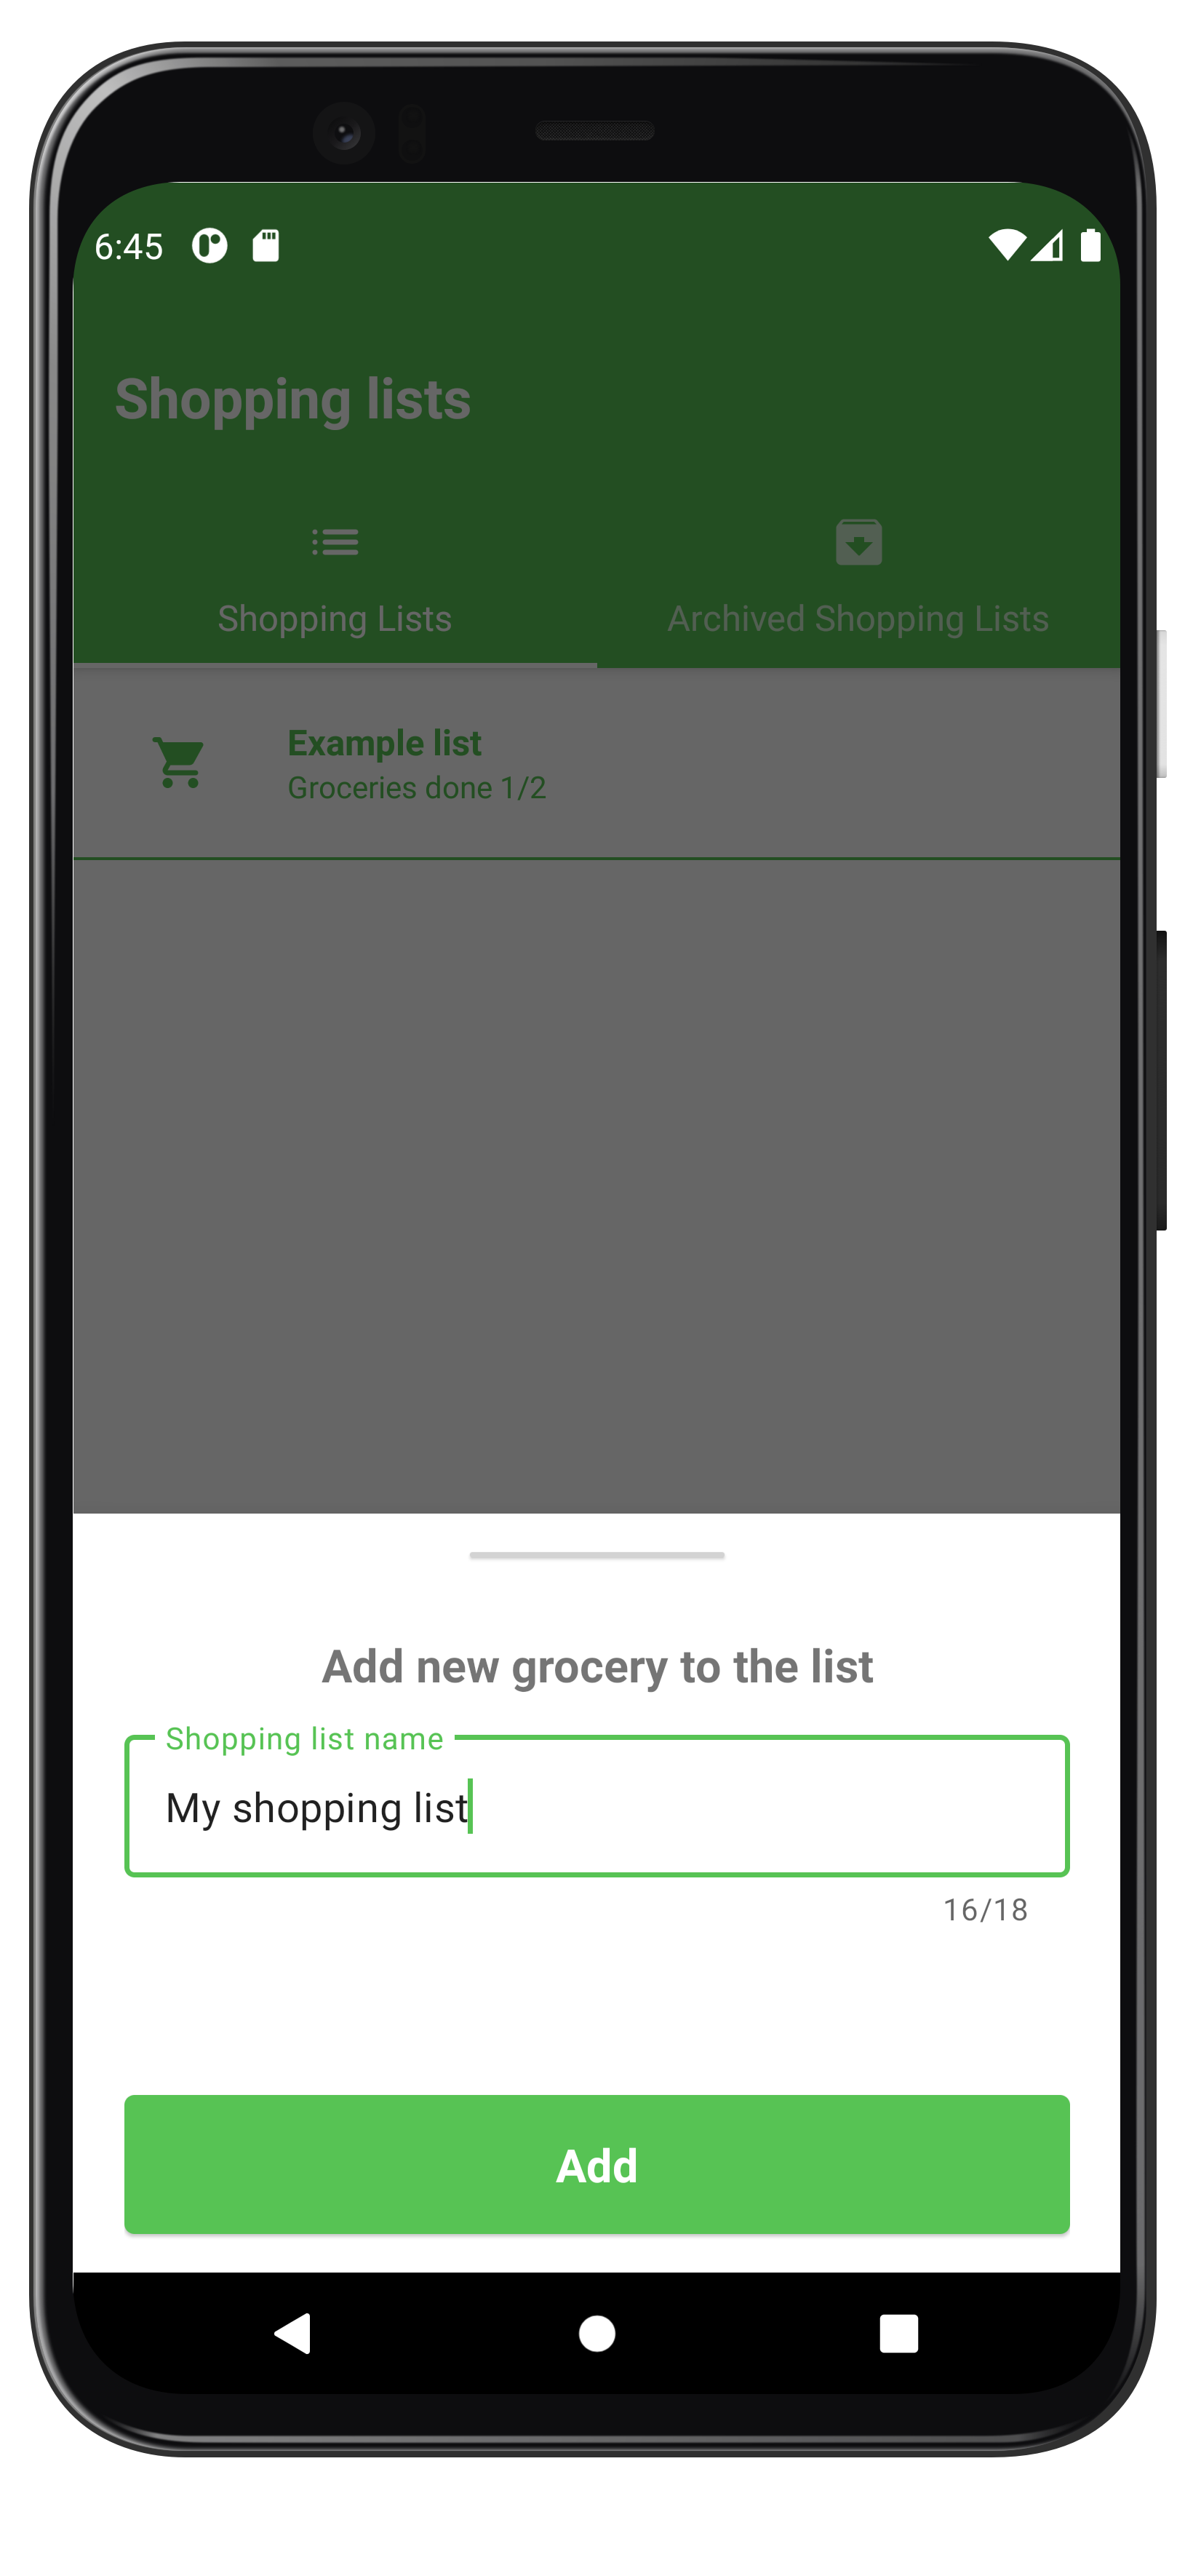 6:45
Shopping lists
Shopping Lists
Archived Shopping Lists
Example list
Groceries done 1/2
Add new grocery to the list
Shopping list name
My shopping list
16/18
Add